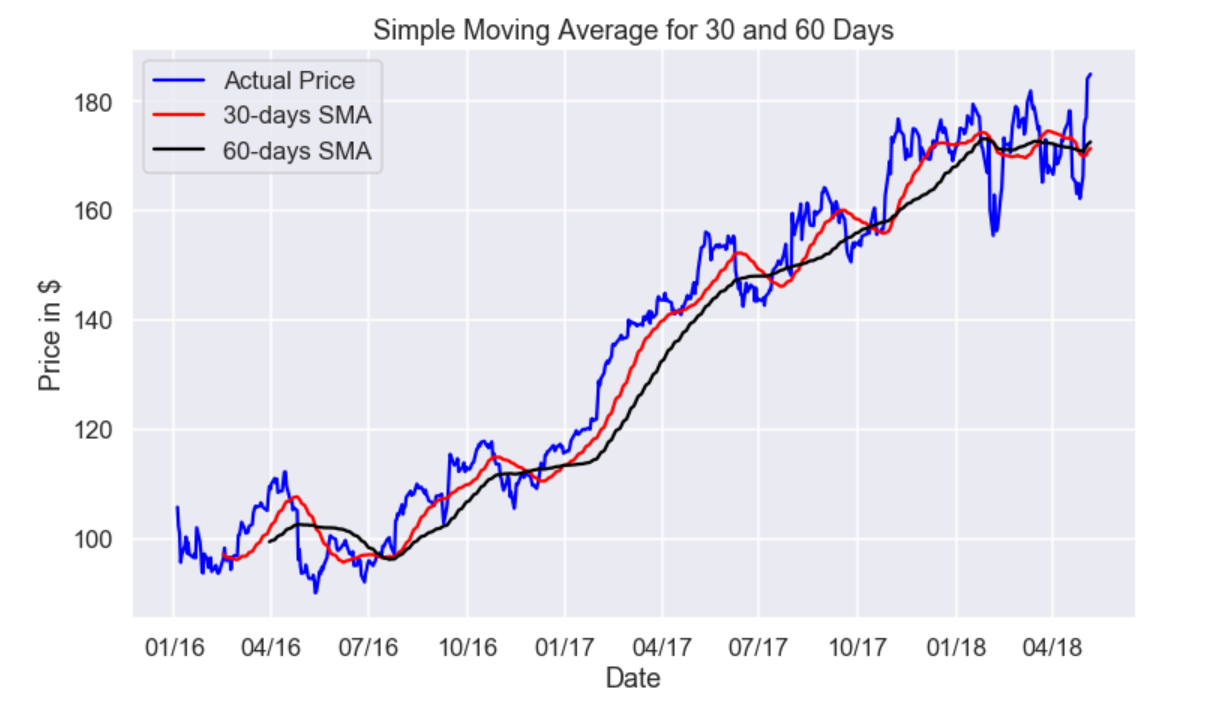 Simple Moving Average for 30 and 60 Days
Actual Price
30-days SMA
60-days SMA
180
160
140
120
100
Price in $
01/16 04/16 07/16 10/16 01/17 04/17 07/17 10/17 01/18 04/18
Date